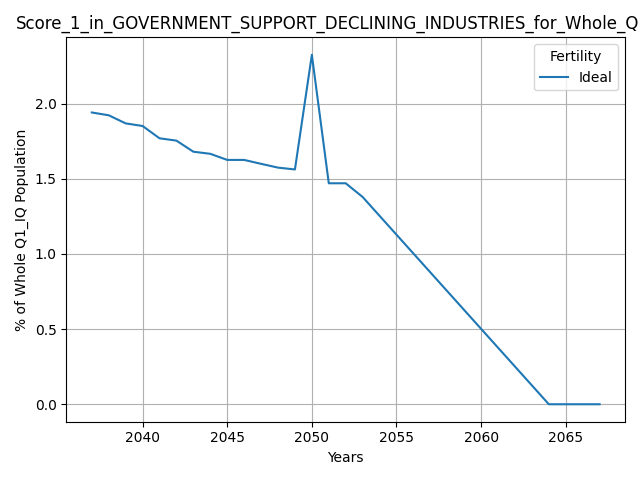 Score_1_in_GOVERNMENT_SUPPORT_DECLINING_INDUSTRIES_for_Whole_Q
Fertility
Ideal
% of Whole Q1_IQ Population
2.0
1.5
1.0
0.5
0.0
2040 2045 2050 2055 2060 2065
Years